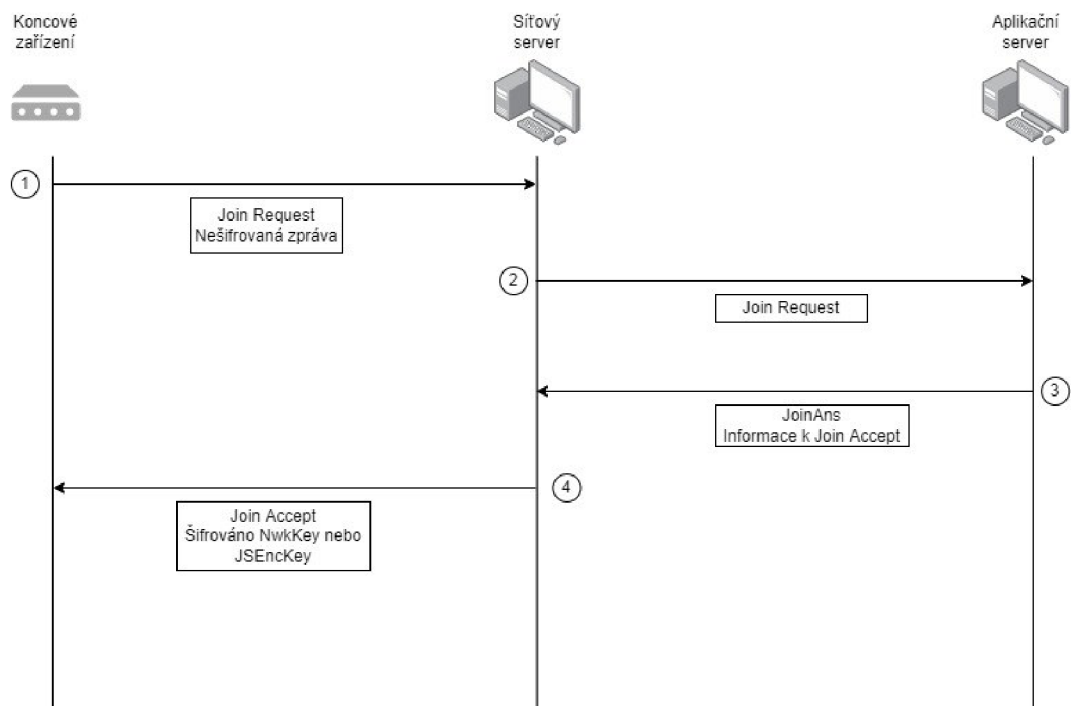 Koncové
zařízení
Síťový
server
Aplikační
server
1
Join Request
Nešifrovaná zpráva
2
Join Request
3
JoinAns
Informace k Join Accept
4
Join Accept
Šifrováno NwkKey nebo
JSEncKey